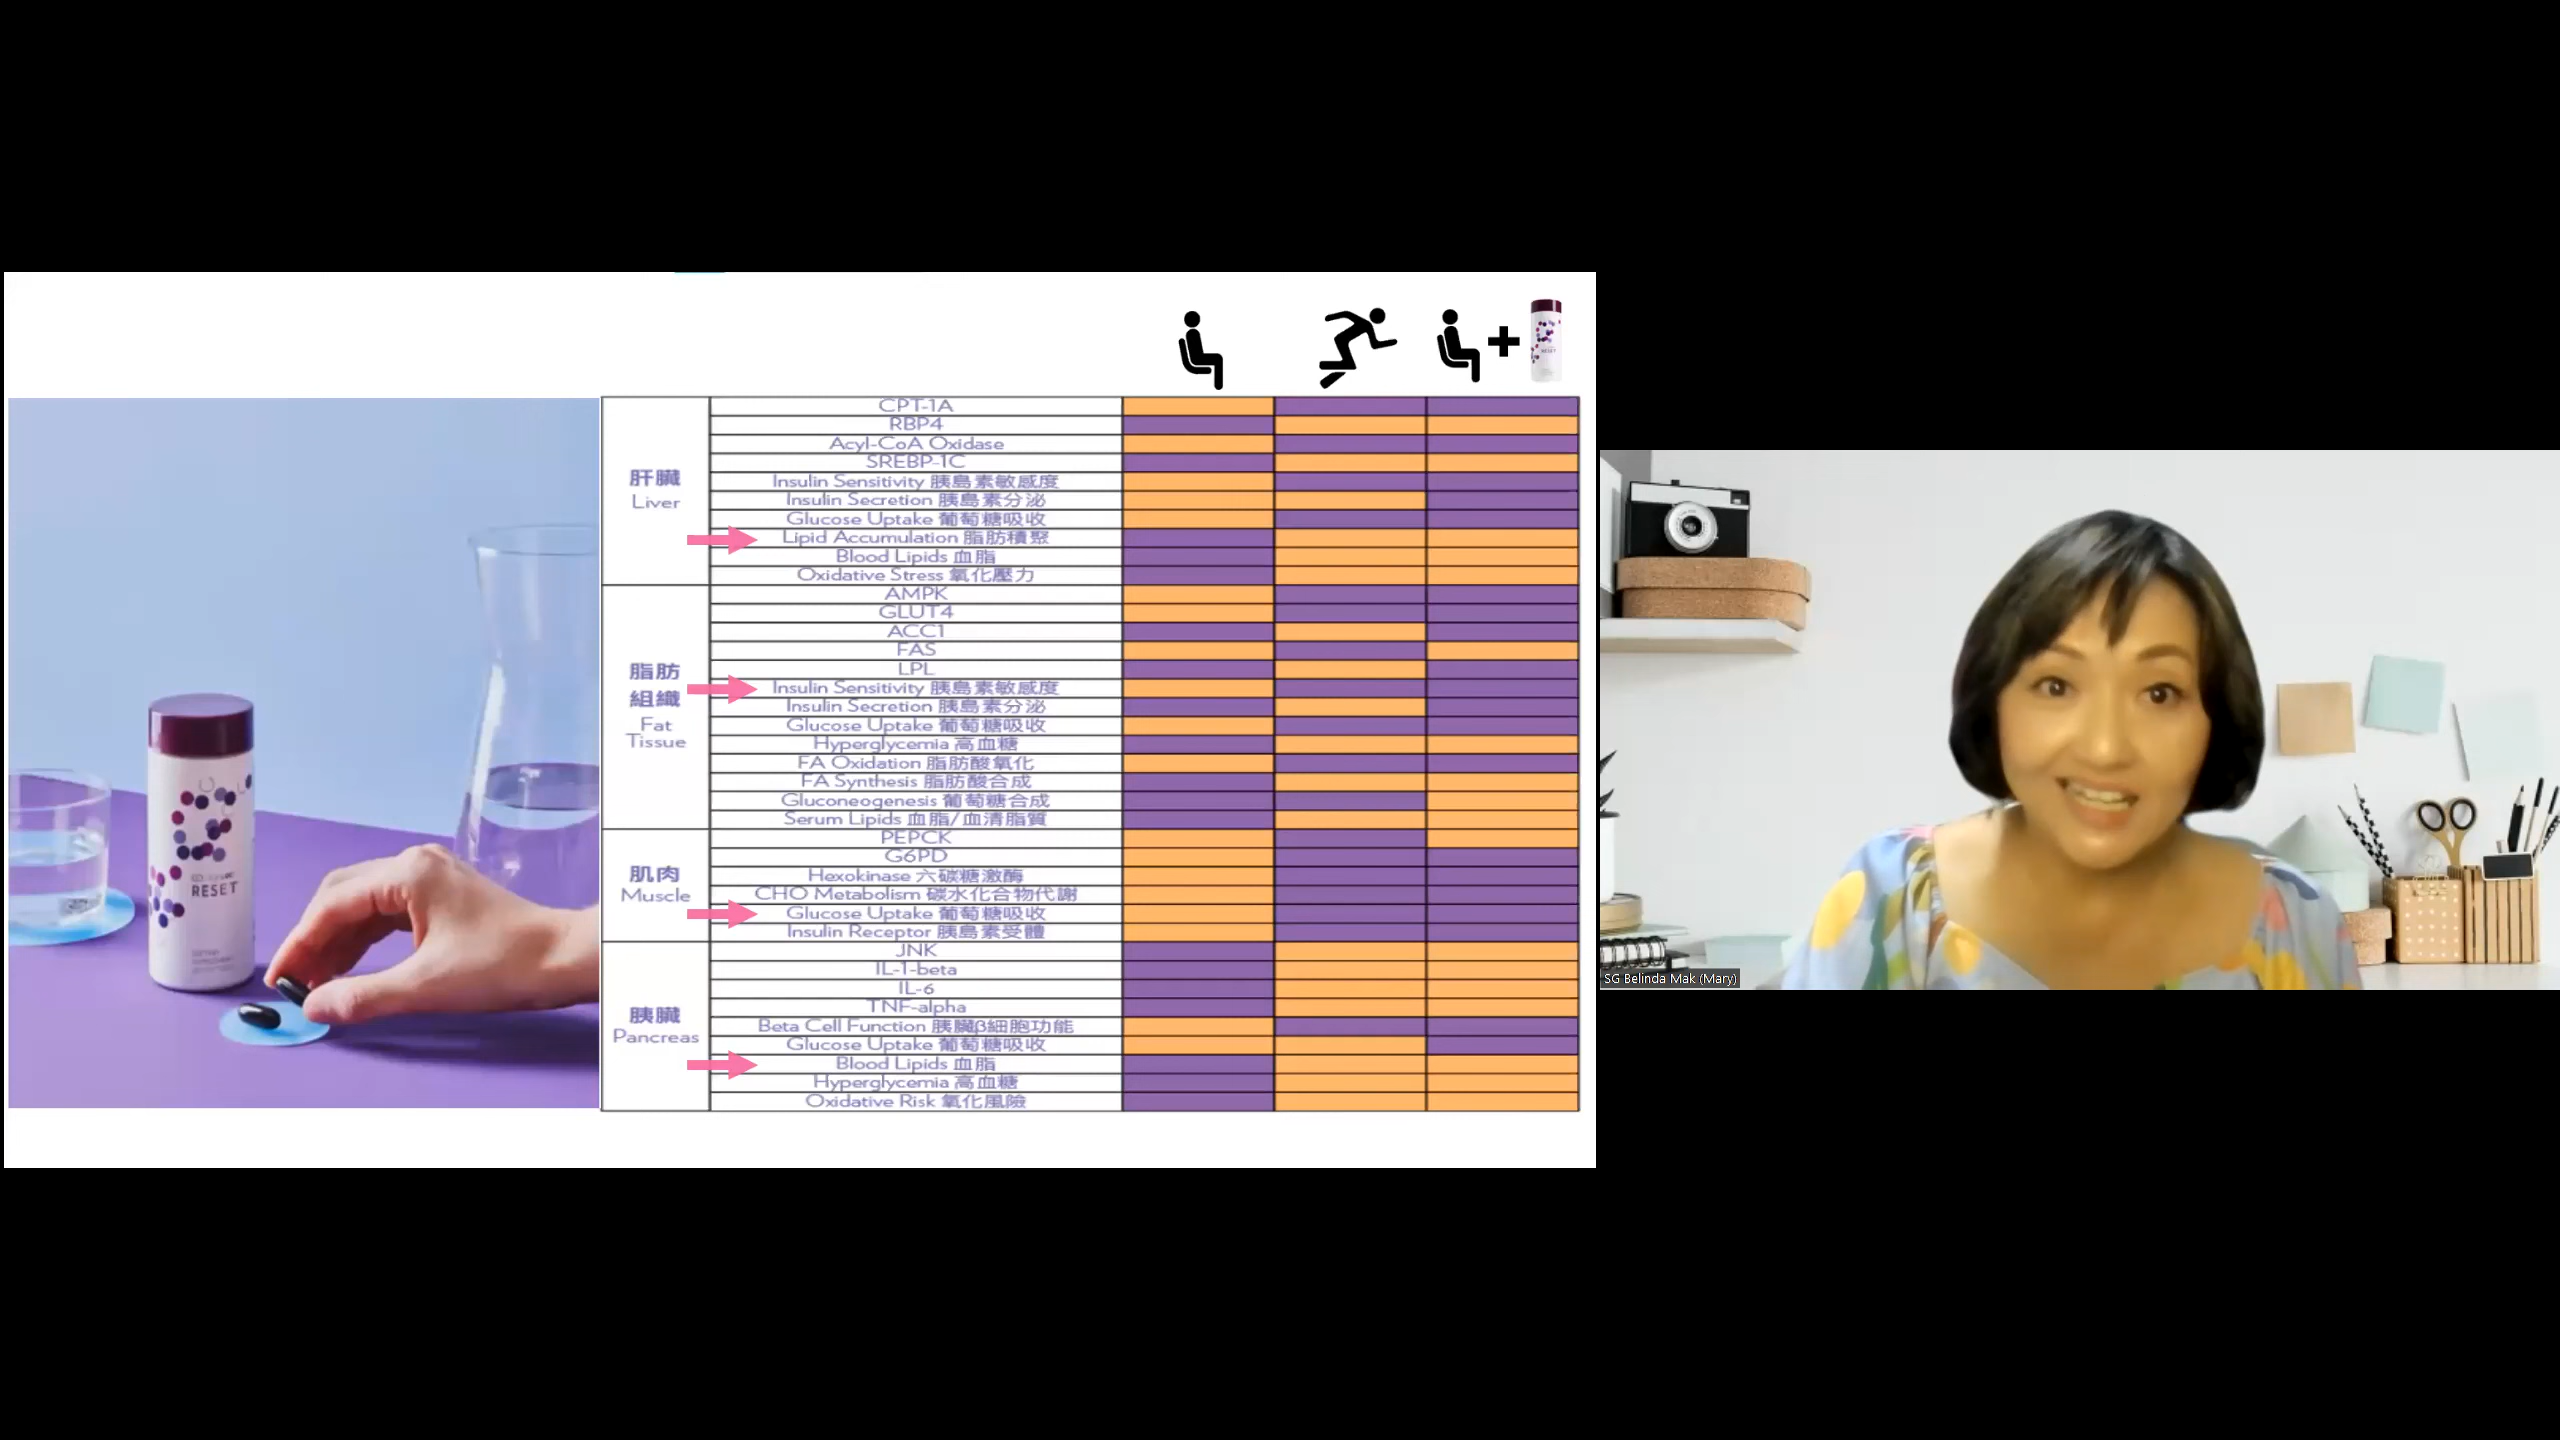 RESET
RESET
肝臟
Liver
CPT-1A
RBP4
Acyl-CoA Oxidase
SREBP-1C
Insulin Sensitivity 胰島素敏感度
Insulin Secretion 胰島素分泌
Glucose Uptake 葡萄糖吸收
Lipid Accumulation 脂肪積聚
Blood Lipids 血脂
Oxidative Stress 氧化壓力
脂肪
組織
Fat
Tissue
AMPK
GLUT4
ACC1
FAS
LPL
Insulin Sensitivity 胰島素敏感度
Insulin Secretion 胰島素分泌
Glucose Uptake 葡萄糖吸收
Hyperglycemia 高血糖
FA Oxidation 脂肪酸氧化
FA Synthesis 脂肪酸合成
Gluconeogenesis 葡萄糖合成
Serum Lipids 血脂/血清脂質
肌肉
Muscle
PEPCK
G6PD
Hexokinase 六碳糖激酶
CHO Metabolism 碳水化合物代謝
Glucose Uptake 葡萄糖吸收
Insulin Receptor 胰島素受體
胰臟
Pancreas
JNK
IL-1-beta
IL-6
TNF-alpha
Beta Cell Function 胰臟β細胞功能
Glucose Uptake 葡萄糖吸收
Blood Lipids 血脂
Hyperglycemia 高血糖
Oxidative Risk 氧化風險
SG Belinda Mak (Mary)